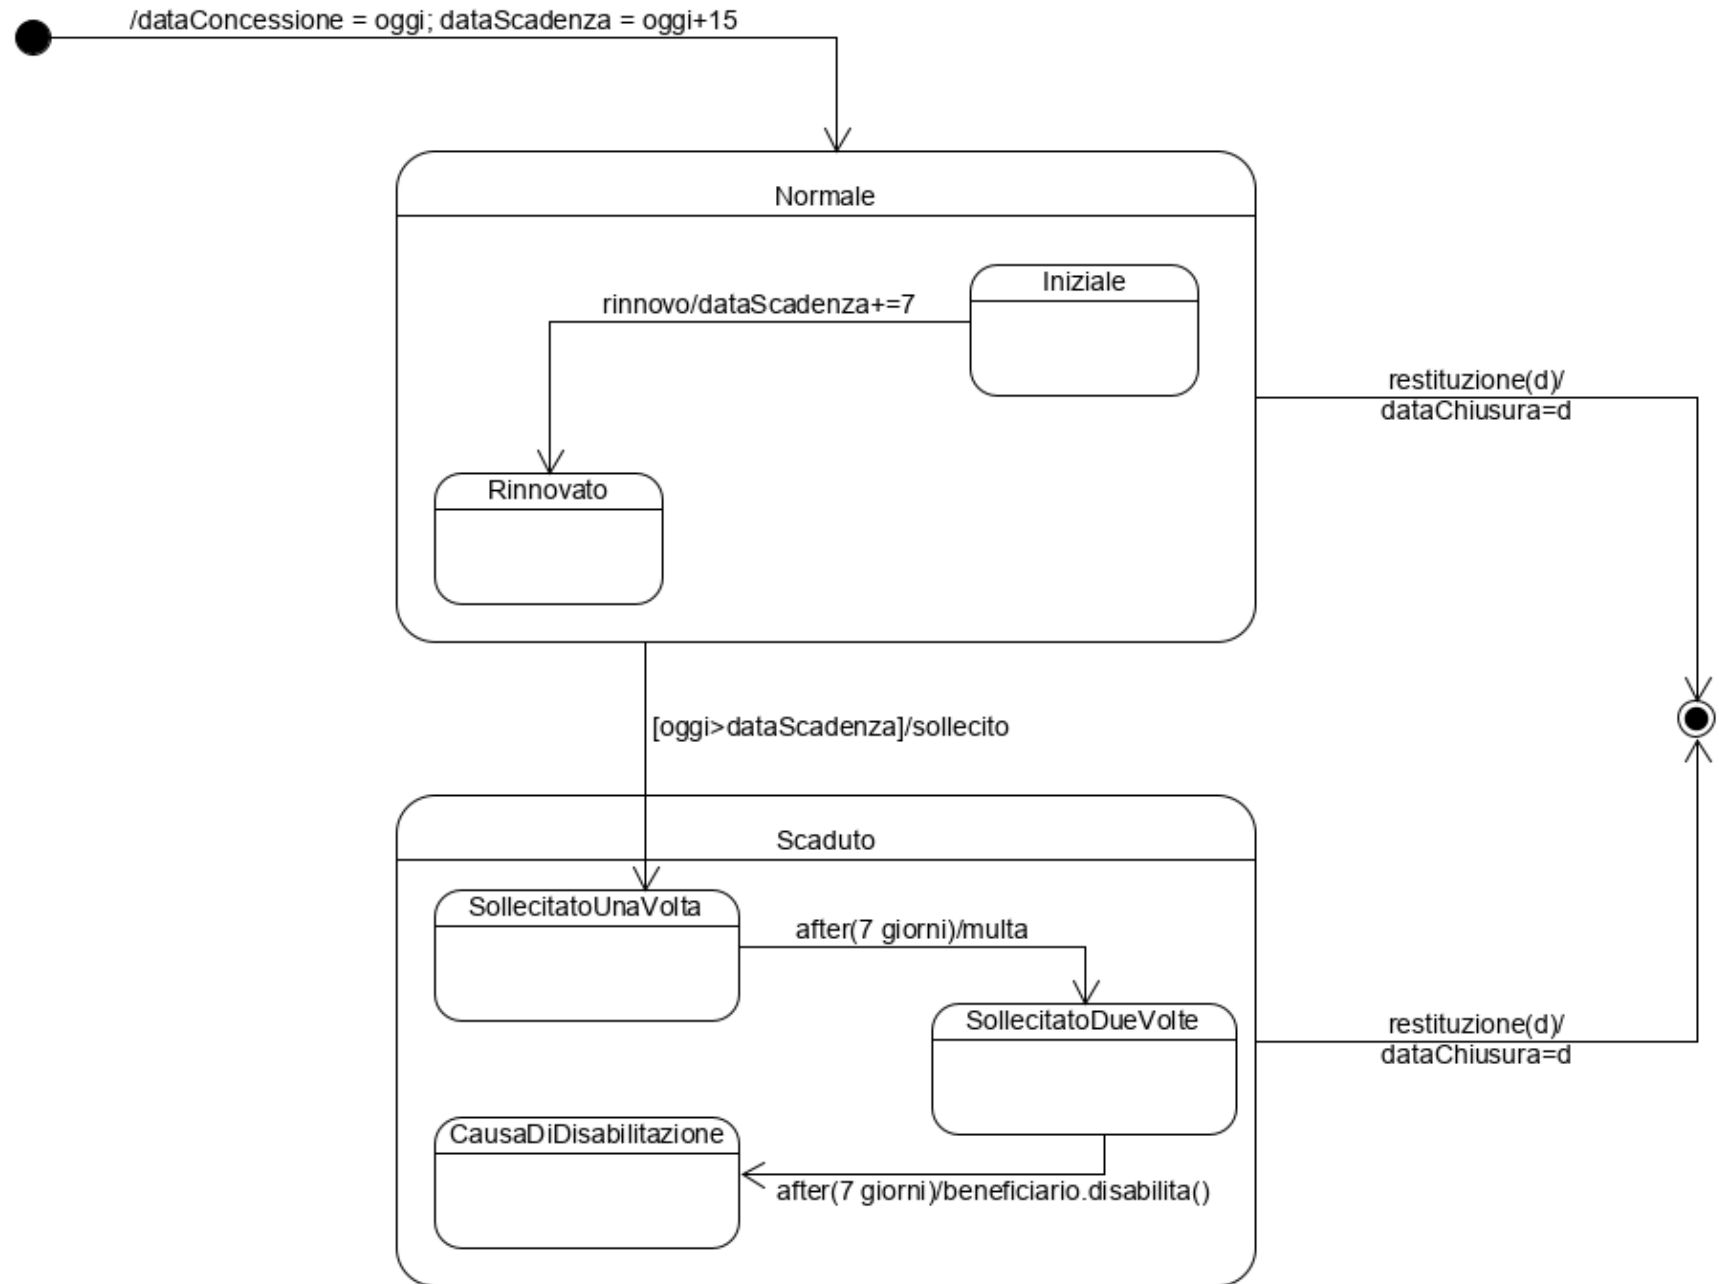 /dataConcessione = oggi; dataScadenza = oggi+15
Normale
Iniziale
rinnovo/dataScadenza+=7
restituzione(d)/
dataChiusura=d
Rinnovato
[oggi>dataScadenza]/sollecito
Scaduto
SollecitatoUnaVolta
after(7 giorni)/multa
SollecitatoDueVolte
restituzione(d)/
dataChiusura=d
CausaDiDisabilitazione
after(7 giorni)/beneficiario.disabilita()